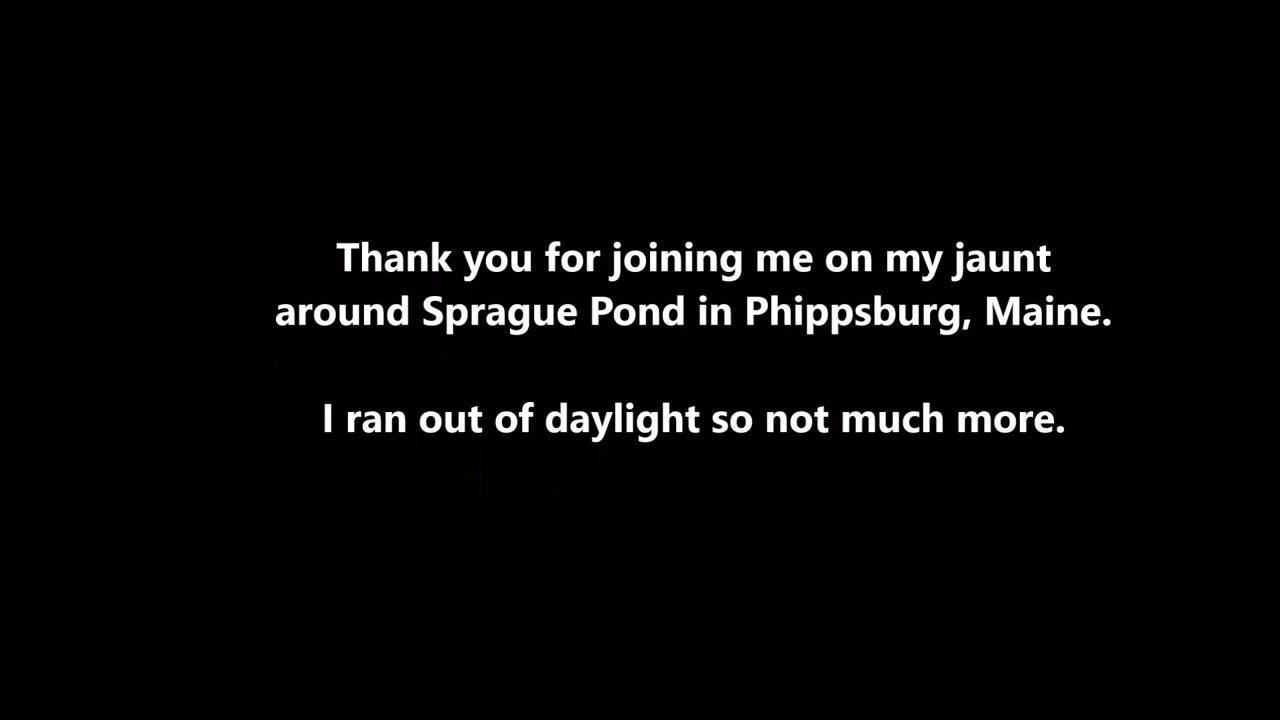 Thank you for joining me on my jaunt
around Sprague Pond in Phippsburg, Maine.
I ran out of daylight so not much more.